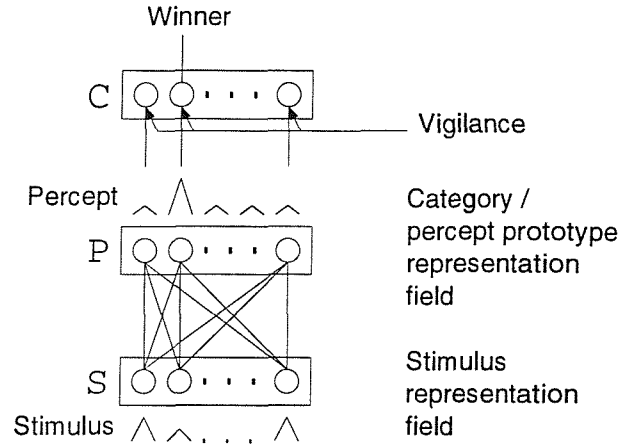 Winner
C
Vigilance
Percept
Category /
percept prototype
representation
field
P
S
Stimulus
representation
field
Stimulus